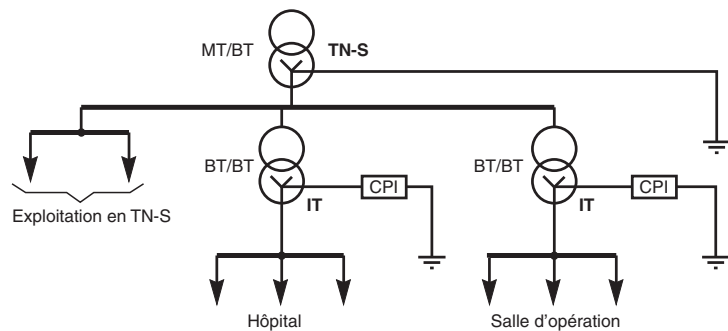 MT/BT
TN-S
BT/BT
CPI
IT
BT/BT
CPI
IT
Exploitation en TN-S
Hôpital
Salle d'opération